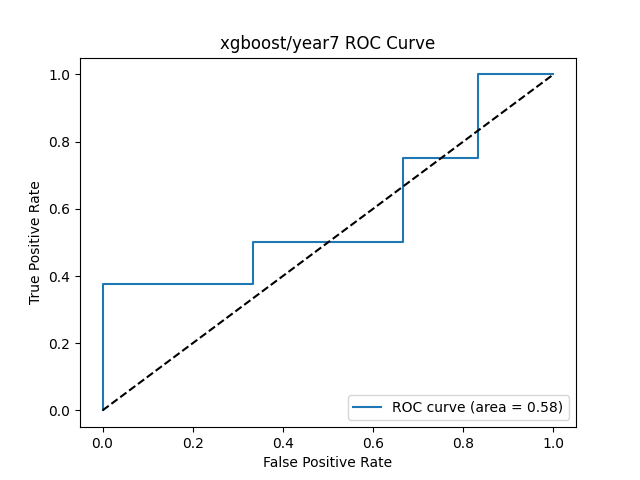 xgboost/year7 ROC Curve
1.0
0.8
0.6
0.4
0.2
0.0
True Positive Rate
ROC curve (area = 0.58)
0.0 0.2 0.4 0.6 0.8 1.0
False Positive Rate